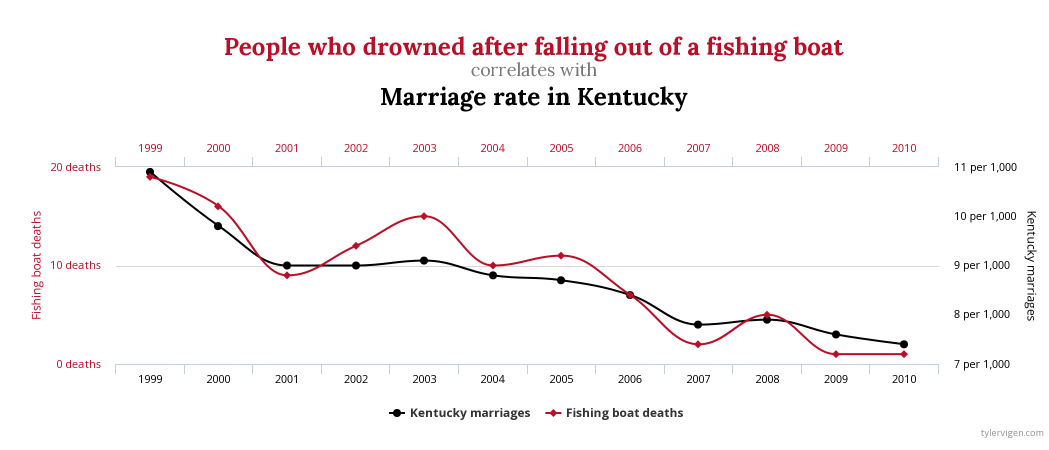 People who drowned after falling out of a fishing boat
correlates with
Marriage rate in Kentucky
1999 2000 2001 2002 2003 2004 2005 2006 2007 2008 2009 2010
20 deaths 11 per 1,000
10 per 1,000
10 deaths 9 per 1,000
8 per 1,000
0 deaths 7 per 1,000
Fishing boat deaths
Kentucky marriages
1999 2000 2001 2002 2003 2004 2005 2006 2007 2008 2009 2010
Kentucky marriages Fishing boat deaths
tylervigen.com